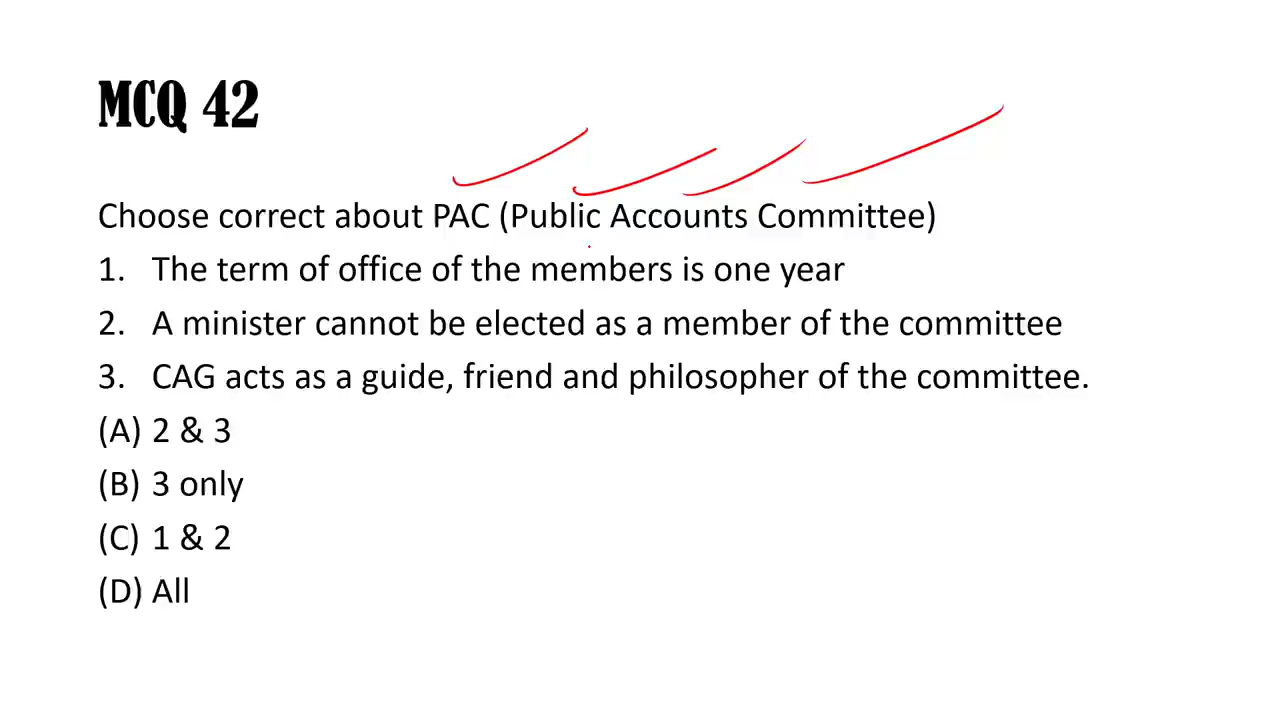 MCQ 42
Choose correct about PAC (Public Accounts Committee)
1. The term of office of the members is one year
2. A minister cannot be elected as a member of the committee
3. CAG acts as a guide, friend and philosopher of the committee.
(A) 2 & 3
(B) 3 only
(C) 1 & 2
(D) All